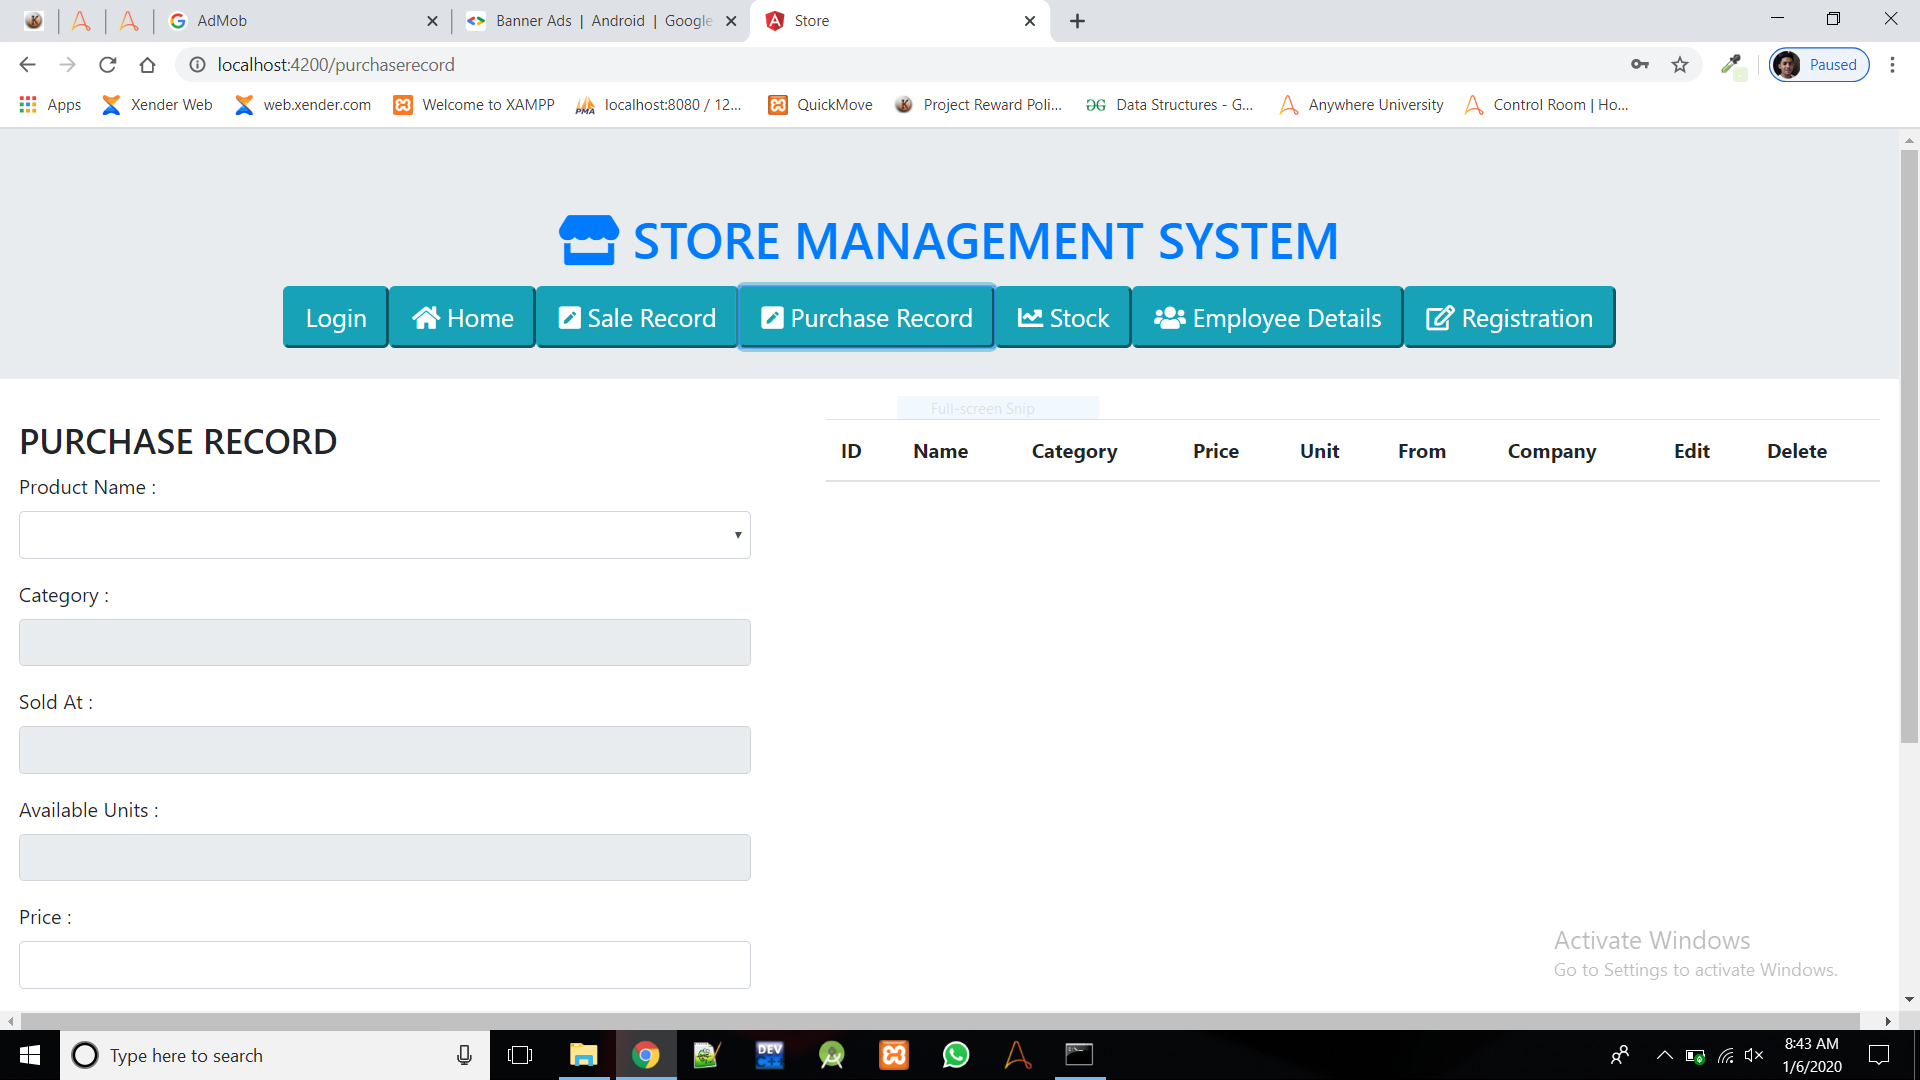 AdMob
Banner Ads | Android | Google
Store
localhost:4200/purchaserecord
Paused
Apps
Xender Web
web.xender.com
Welcome to XAMPP
localhost:8080 / 12...
QuickMove
Project Reward Poli...
Data Structures - G...
Anywhere University
Control Room | Ho...
STORE MANAGEMENT SYSTEM
Login
Home
Sale Record
Purchase Record
Stock
Employee Details
Registration
Full-screen Snip
PURCHASE RECORD
ID Name Category Price Unit From Company Edit Delete
Product Name :
Category :
Sold At :
Available Units :
Price :
Activate Windows
Go to Settings to activate Windows.
Type here to search
DEV
8:43 AM
1/6/2020